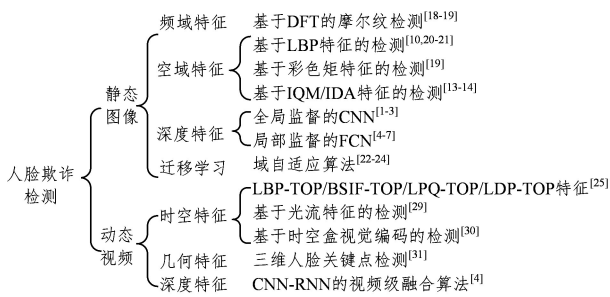 频域特征 基于DFT的摩尔纹检测[18-19]
基于LBP特征的检测[10,20-21]
空域特征 基于彩色矩特征的检测[19]
静态
图像
基于IQM/IDA特征的检测[13-14]
深度特征 全局监督的CNN[1-3]
局部监督的FCN[4-7]
迁移学习 域自适应算法[22-24]
人脸欺诈
检测
LBP-TOP/BSIF-TOP/LPQ-TOP/LDP-TOP特征[25]
时空特征 基于光流特征的检测[29]
动态
视频
基于时空盒视觉编码的检测[30]
几何特征 三维人脸关键点检测[31]
深度特征 CNN-RNN的视频级融合算法[4]